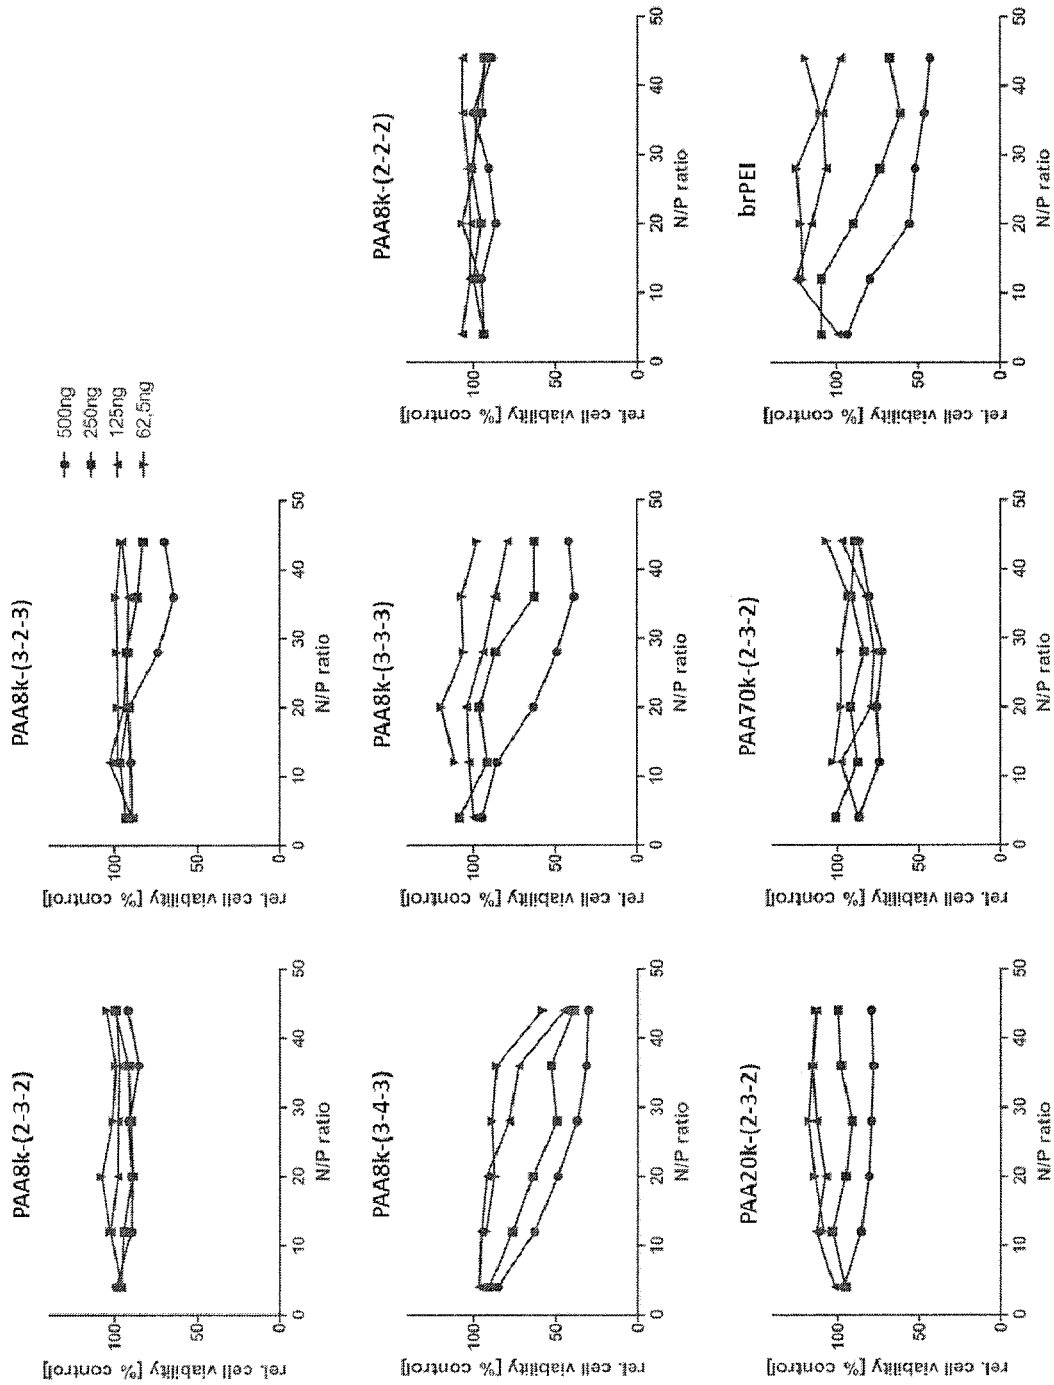 PAA8k-(2-3-2)
rel. cell viability [% control]
100
50
0
0 10 20 30 40 50
N/P ratio
PAA8k-(3-2-3)
rel. cell viability [% control]
100
50
0
0 10 20 30 40 50
N/P ratio
500ng
250ng
125ng
62,5ng
PAA8k-(3-4-3)
rel. cell viability [% control]
100
50
0
0 10 20 30 40 50
N/P ratio
PAA8k-(3-3-3)
rel. cell viability [% control]
100
50
0
0 10 20 30 40 50
N/P ratio
PAA8k-(2-2-2)
rel. cell viability [% control]
100
50
0
0 10 20 30 40 50
N/P ratio
PAA20k-(2-3-2)
rel. cell viability [% control]
100
50
0
0 10 20 30 40 50
N/P ratio
PAA70k-(2-3-2)
rel. cell viability [% control]
100
50
0
0 10 20 30 40 50
N/P ratio
brPEI
rel. cell viability [% control]
100
50
0
0 10 20 30 40 50
N/P ratio